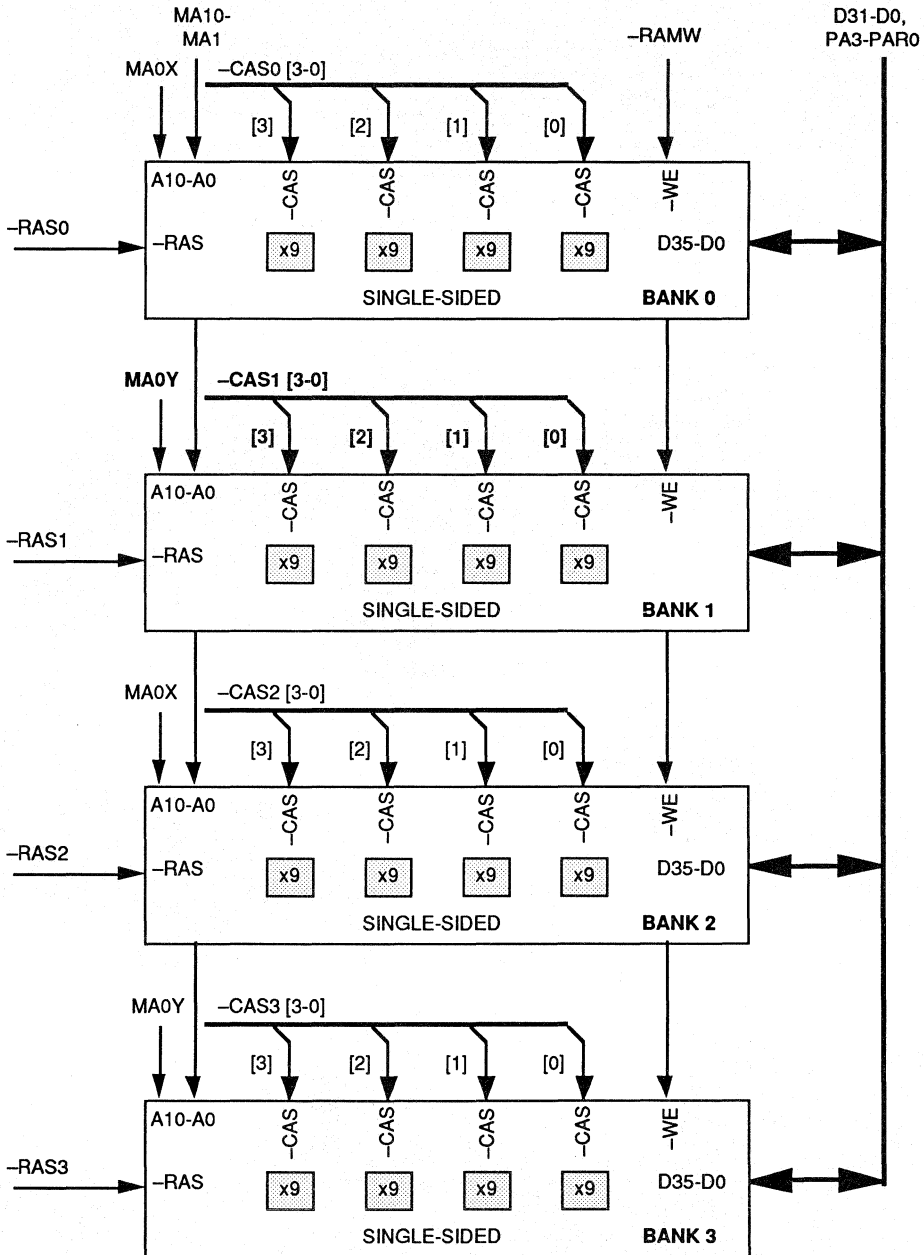 MA10-
MA1
–RAMW
D31-D0,
PA3-PAR0
MA0X
–CAS0 [3-0]
[3] [2] [1] [0]
A10-A0 –CAS –CAS –CAS –CAS –WE
–RAS0
–RAS x9 x9 x9 x9 D35-D0
SINGLE-SIDED BANK 0
MA0Y –CAS1 [3-0]
[3] [2] [1] [0]
A10-A0 –CAS –CAS –CAS –CAS –WE
–RAS1
–RAS x9 x9 x9 x9
SINGLE-SIDED BANK 1
MA0X –CAS2 [3-0]
[3] [2] [1] [0]
A10-A0 –CAS –CAS –CAS –CAS –WE
–RAS2
–RAS x9 x9 x9 x9 D35-D0
SINGLE-SIDED BANK 2
MA0Y –CAS3 [3-0]
[3] [2] [1] [0]
A10-A0 –CAS –CAS –CAS –CAS –WE
–RAS3
–RAS x9 x9 x9 x9 D35-D0
SINGLE-SIDED BANK 3